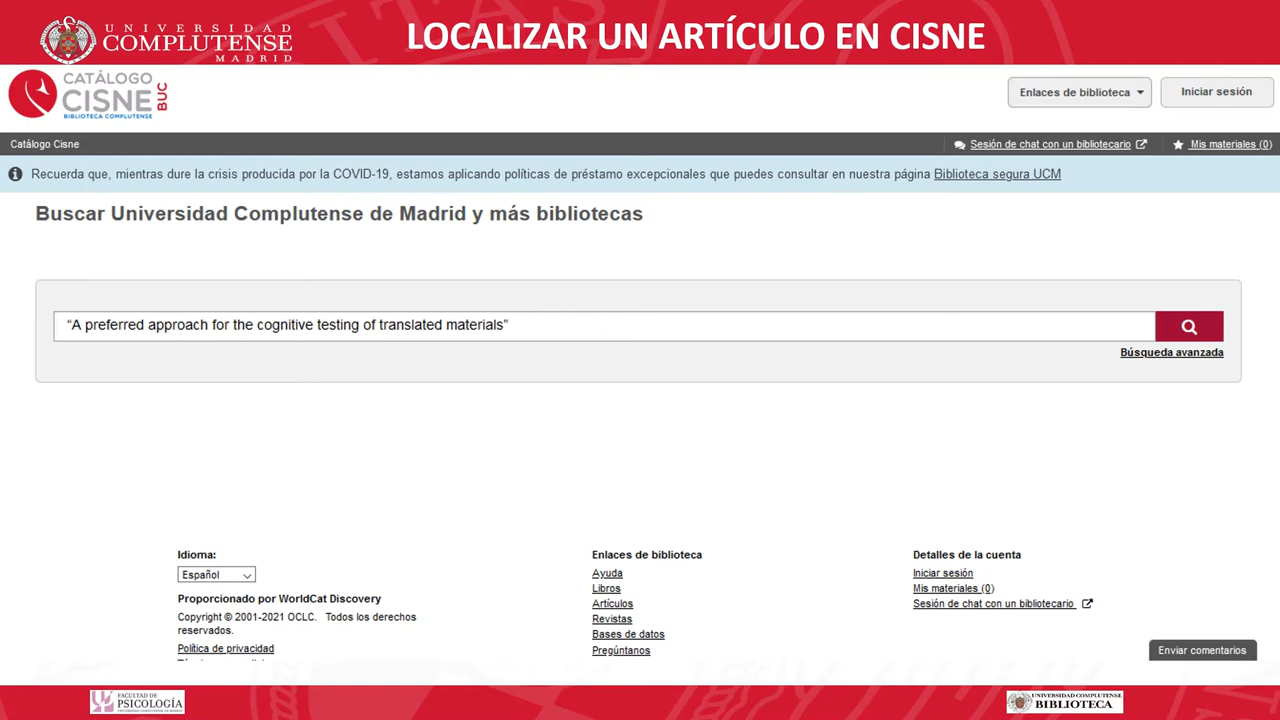 UNIVERSIDAD
COMPLUTENSE
MADRID
LOCALIZAR UN ARTÍCULO EN CISNE
CATÁLOGO
CISNE BUC
BIBLIOTECA COMPLUTENSE
Enlaces de biblioteca
Iniciar sesión
Catálogo Cisne
Sesión de chat con un bibliotecario
Mis materiales (0)
Recuerda que, mientras dure la crisis producida por la COVID-19, estamos aplicando políticas de préstamo excepcionales que puedes consultar en nuestra página Biblioteca segura UCM
Buscar Universidad Complutense de Madrid y más bibliotecas
“A preferred approach for the cognitive testing of translated materials”
Búsqueda avanzada
Idioma:
Español
Proporcionado por WorldCat Discovery
Copyright © 2001-2021 OCLC. Todos los derechos
reservados.
Política de privacidad
Enlaces de biblioteca
Ayuda
Libros
Artículos
Revistas
Bases de datos
Pregúntanos
Detalles de la cuenta
Iniciar sesión
Mis materiales (0)
Sesión de chat con un bibliotecario
Enviar comentarios
FACULTAD DE
PSICOLOGÍA
UNIVERSIDAD COMPLUTENSE
BIBLIOTECA